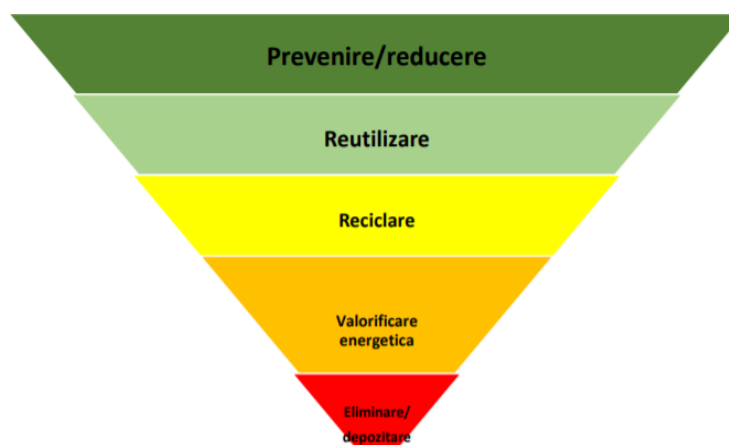 Prevenire/reducere
Reutilizare
Reciclare
Valorificare
energetica
Eliminare/
depozitare